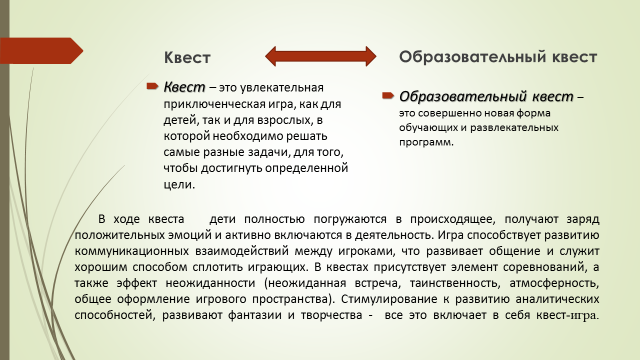 Квест
Образовательный квест
Квест – это увлекательная
приключенческая игра, как для
детей, так и для взрослых, в
которой необходимо решать
самые разные задачи, для того,
чтобы достигнуть определенной
цели.
Образовательный квест –
это совершенно новая форма
обучающих и развлекательных
программ.
В ходе квеста дети полностью погружаются в происходящее, получают заряд
положительных эмоций и активно включаются в деятельность. Игра способствует развитию
коммуникационных взаимодействий между игроками, что развивает общение и служит
хорошим способом сплотить играющих. В квестах присутствует элемент соревнований, а
также эффект неожиданности (неожиданная встреча, таинственность, атмосферность,
общее оформление игрового пространства). Стимулирование к развитию аналитических
способностей, развивают фантазии и творчества - все это включает в себя квест-игра.